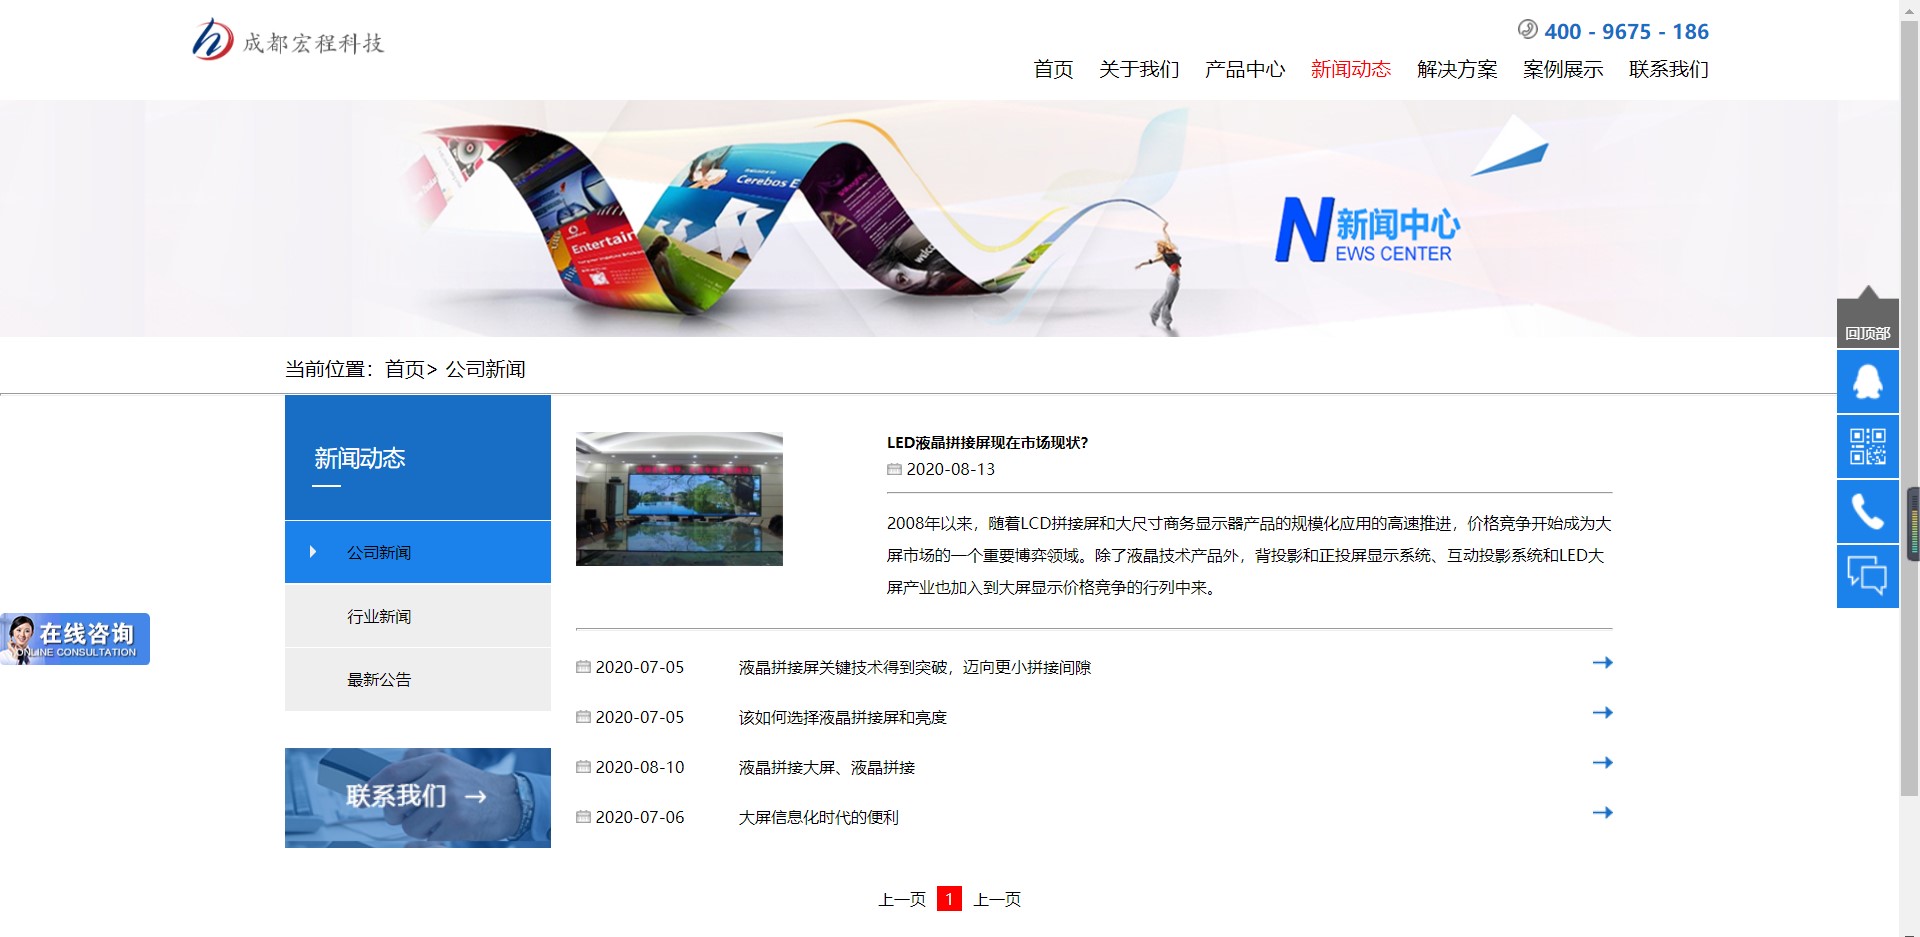 成都宏程科技
400 - 9675 - 186
首页 关于我们 产品中心 新闻动态 解决方案 案例展示 联系我们
Welcome to
Cerebos E
Entertain
welc
N新闻中心
EWS CENTER
回顶部
当前位置：首页> 公司新闻
新闻动态
公司新闻
行业新闻
最新公告
在线咨询
ONLINE CONSULTATION
联系我们 →
LED液晶拼接屏现在市场现状?
2020-08-13
2008年以来，随着LCD拼接屏和大尺寸商务显示器产品的规模化应用的高速推进，价格竞争开始成为大
屏市场的一个重要博弈领域。除了液晶技术产品外，背投影和正投屏显示系统、互动投影系统和LED大
屏产业也加入到大屏显示价格竞争的行列中来。
2020-07-05 液晶拼接屏关键技术得到突破，迈向更小拼接间隙
2020-07-05 该如何选择液晶拼接屏和亮度
2020-08-10 液晶拼接大屏、液晶拼接
2020-07-06 大屏信息化时代的便利
上一页 1 上一页